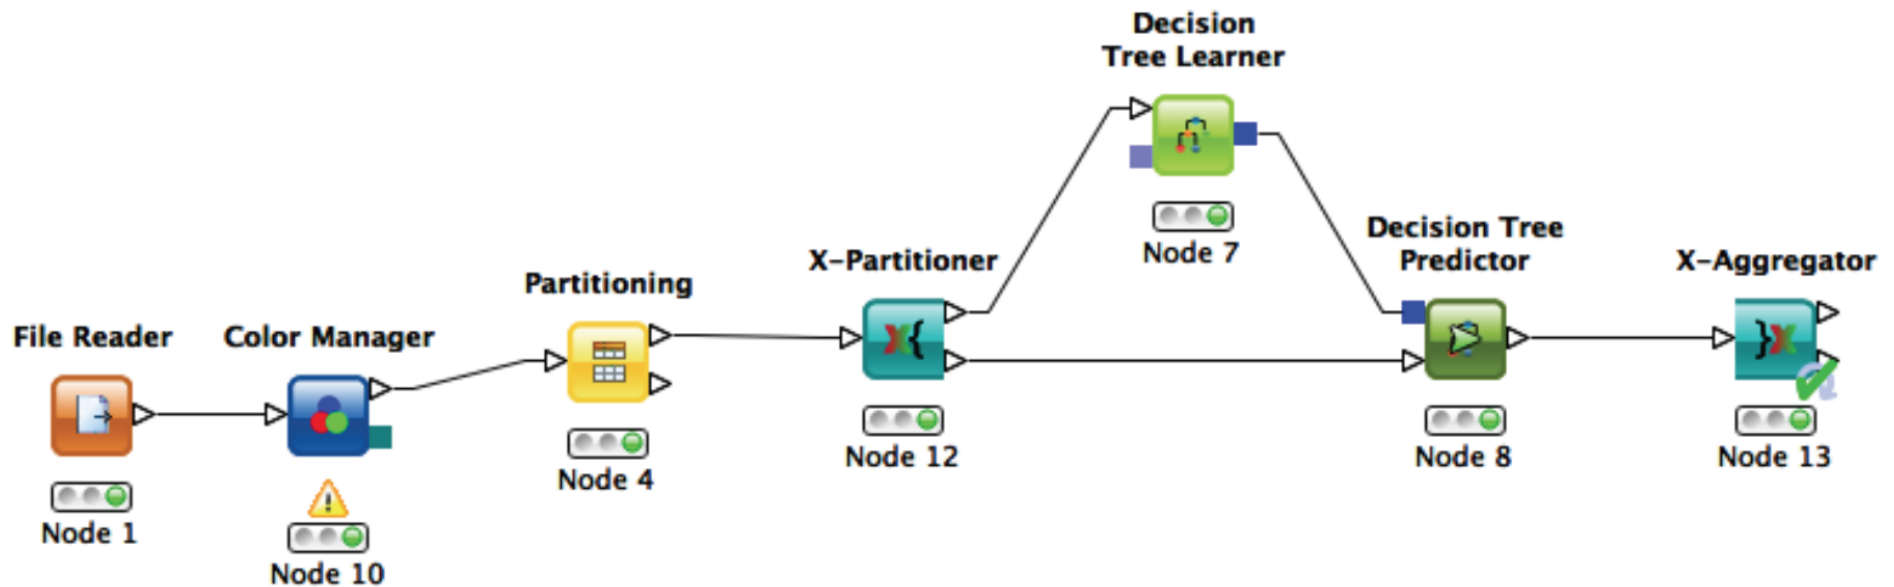 File Reader
Node 1
Color Manager
Node 10
Partitioning
Node 4
X-Partitioner
Node 12
Decision
Tree Learner
Node 7
Decision Tree
Predictor
Node 8
X-Aggregator
Node 13